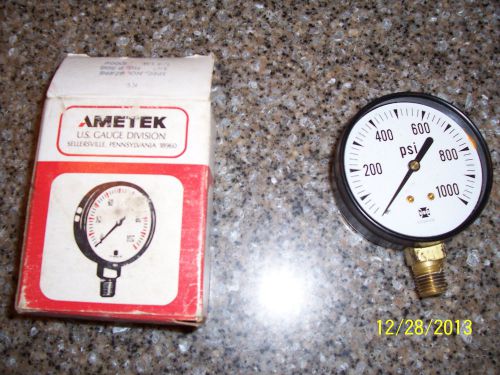 AMETEK
U.S. GAUGE DIVISION
SELLERSVILLE, PENNSYLVANIA 18960
200
400
600
800
1000
psi
12/28/2013